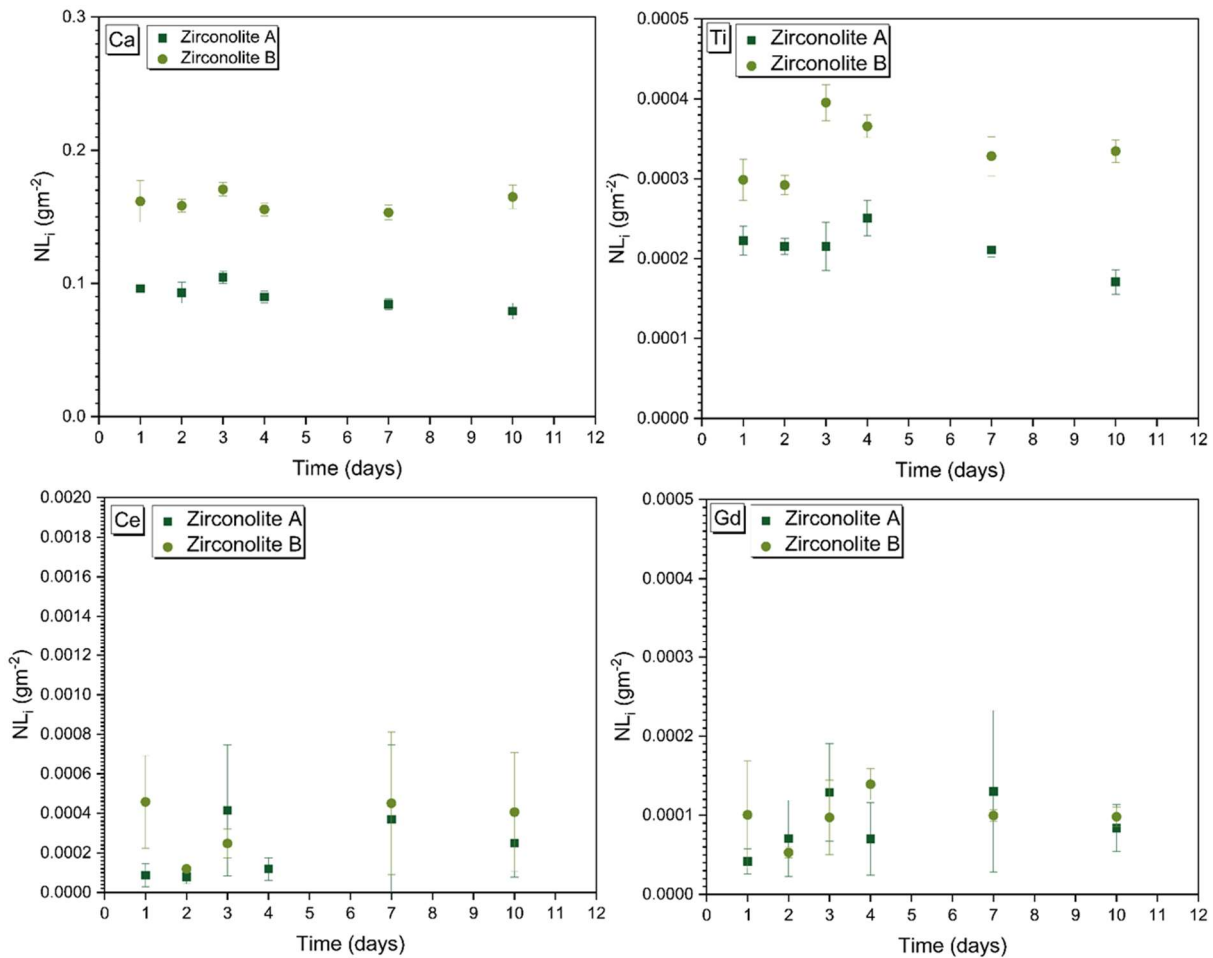 Ca
Zirconolite A
Zirconolite B
0.3
0.2
0.1
0.0
NLi (gm-2)
0 1 2 3 4 5 6 7 8 9 10 11 12
Time (days)
Ti
Zirconolite A
Zirconolite B
0.0005
0.0004
0.0003
0.0002
0.0001
0.0000
NLi (gm-2)
0 1 2 3 4 5 6 7 8 9 10 11 12
Time (days)
Ce
Zirconolite A
Zirconolite B
0.0020
0.0018
0.0016
0.0014
0.0012
0.0010
0.0008
0.0006
0.0004
0.0002
0.0000
NLi (gm-2)
0 1 2 3 4 5 6 7 8 9 10 11 12
Time (days)
Gd
Zirconolite A
Zirconolite B
0.0005
0.0004
0.0003
0.0002
0.0001
0.0000
NLi (gm-2)
0 1 2 3 4 5 6 7 8 9 10 11 12
Time (days)